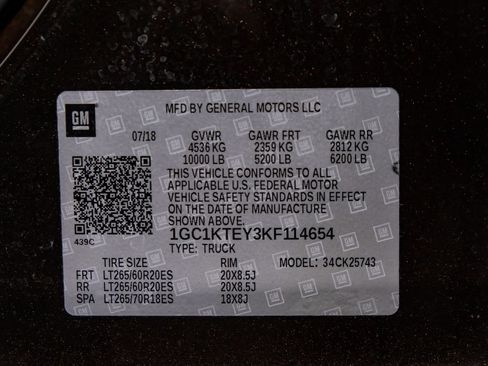 MFD BY GENERAL MOTORS LLC
GM
07/18 GVWR GAWR FRT GAWR RR
4536 KG 2359 KG 2812 KG
10000 LB 5200 LB 6200 LB
THIS VEHICLE CONFORMS TO ALL
APPLICABLE U.S. FEDERAL MOTOR
VEHICLE SAFETY STANDARDS IN EFFECT
ON THE DATE OF MANUFACTURE
SHOWN ABOVE.
1GC1KTEY3KF114654
439C TYPE: TRUCK
TIRE SIZE RIM MODEL: 34CK25743
FRT LT265/60R20ES 20X8.5J
RR LT265/60R20ES 20X8.5J
SPA LT265/70R18ES 18X8J